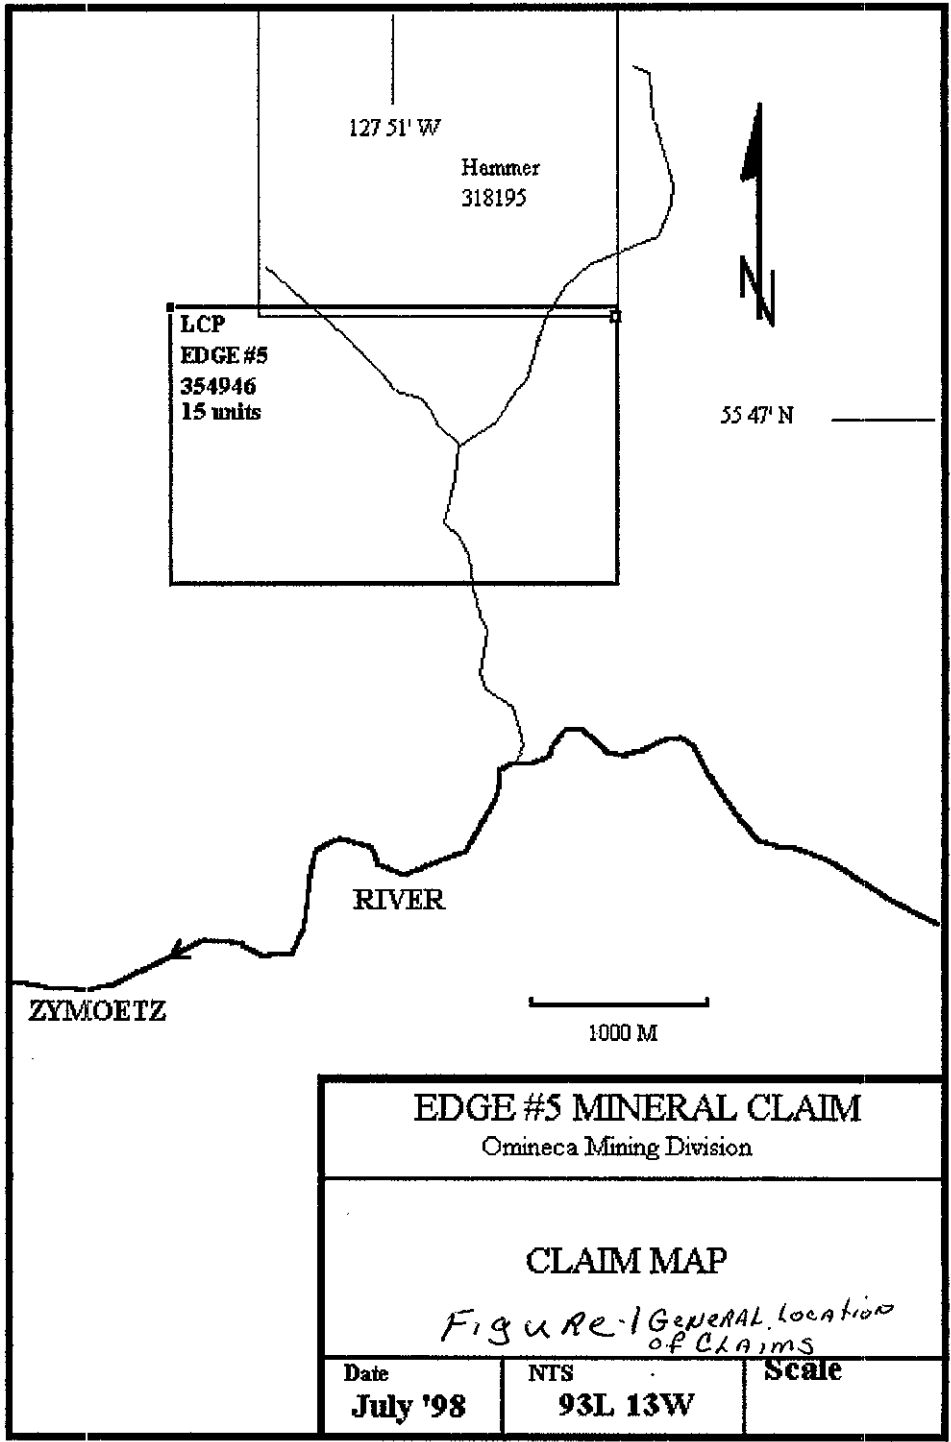 127 51' W
Hammer
318195
N
LCP
EDGE #5
354946
15 units
55 47' N
RIVER
ZYMOETZ
1000 M
EDGE #5 MINERAL CLAIM
Omineca Mining Division
CLAIM MAP
Figure-1 GENERAL Location
of CLAims
Date
July '98
NTS
93L 13W
Scale